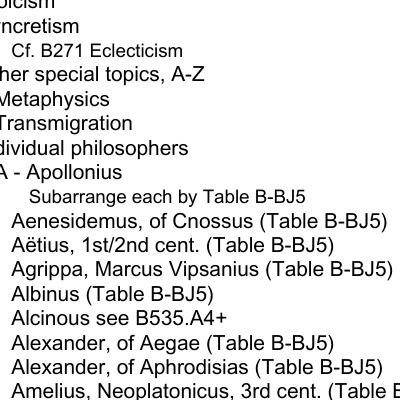 oicism
ncretism
Cf. B271 Eclecticism
her special topics, A-Z
Metaphysics
Transmigration
dividual philosophers
A - Apollonius
Subarrange each by Table B-BJ5
Aenesidemus, of Cnossus (Table B-BJ5)
Aëtius, 1st/2nd cent. (Table B-BJ5)
Agrippa, Marcus Vipsanius (Table B-BJ5)
Albinus (Table B-BJ5)
Alcinous see B535.A4+
Alexander, of Aegae (Table B-BJ5)
Alexander, of Aphrodisias (Table B-BJ5)
Amelius, Neoplatonicus, 3rd cent. (Table B